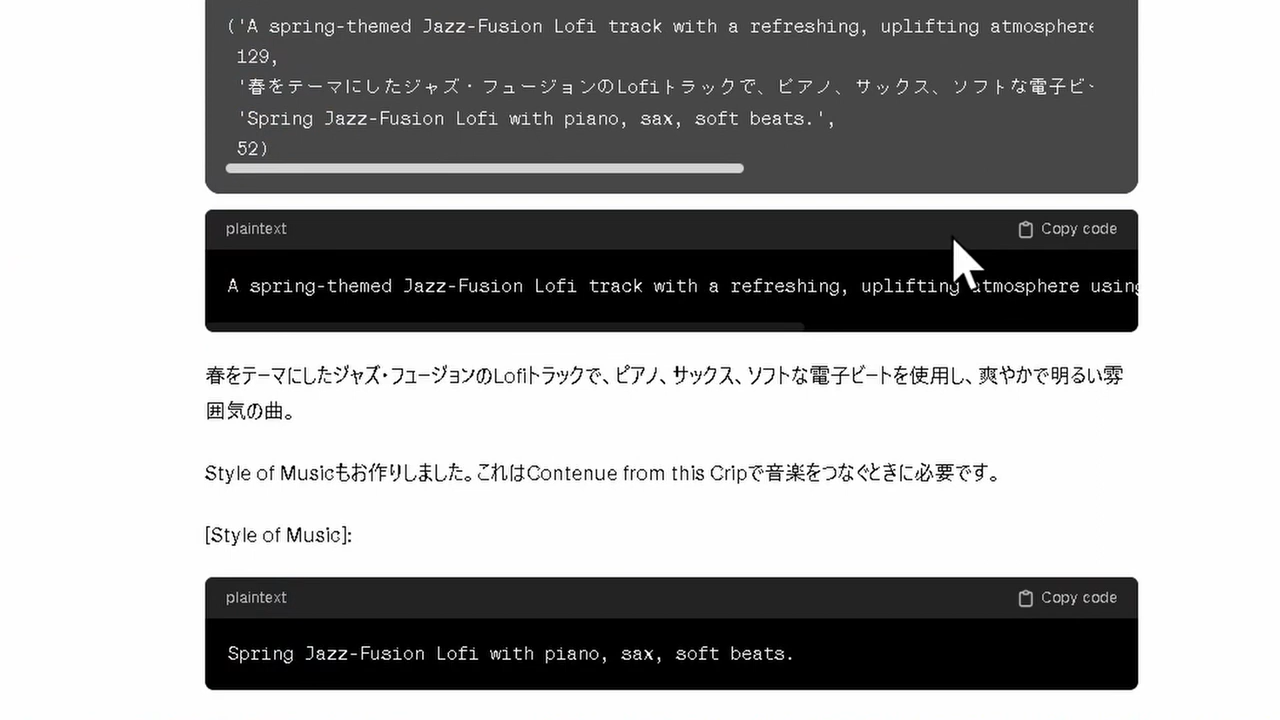 ('A spring-themed Jazz-Fusion Lofi track with a refreshing, uplifting atmosphere
129,
'春をテーマにしたジャズ・フュージョンのLofiトラックで、ピアノ、サックス、ソフトな電子ビー
'Spring Jazz-Fusion Lofi with piano, sax, soft beats.',
52)
plaintext
Copy code
A spring-themed Jazz-Fusion Lofi track with a refreshing, uplifting atmosphere using
春をテーマにしたジャズ・フュージョンのLofiトラックで、ピアノ、サックス、ソフトな電子ビートを使用し、爽やかで明るい雰
囲気の曲。
Style of Musicもお作りしました。これはContenue from this Cripで音楽をつなぐときに必要です。
[Style of Music]:
plaintext
Copy code
Spring Jazz-Fusion Lofi with piano, sax, soft beats.